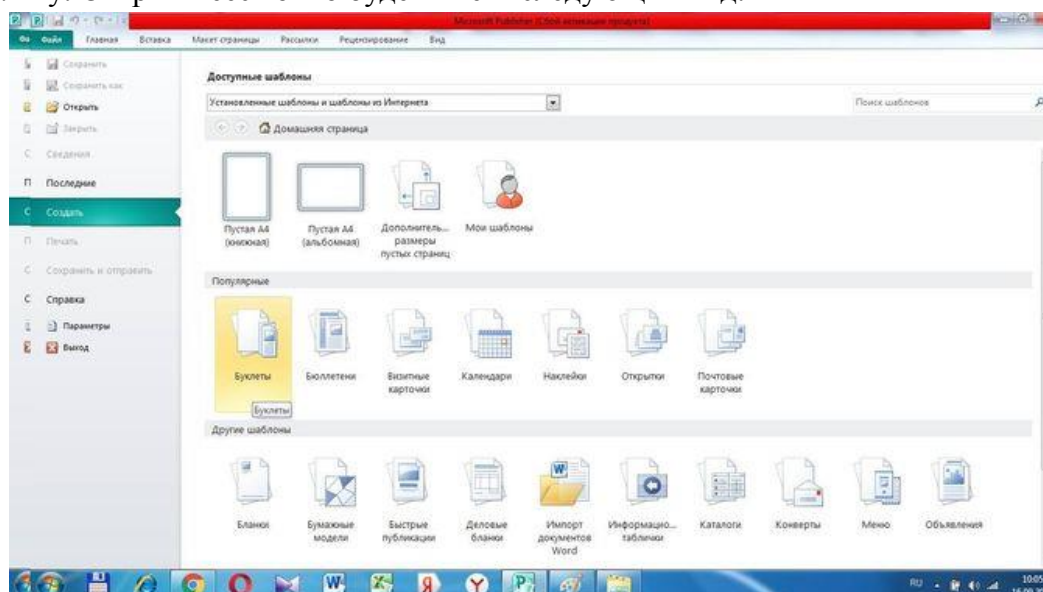 Microsoft Publisher (Сбой активации продукта)
Файл Главная Вставка Макет страницы Рассылки Рецензирование Вид
Сохранить
Сохранить как
Открыть
Закрыть
Сведения
Последние
Создать
Печать
Сохранить и отправить
Справка
Параметры
Выход
Доступные шаблоны
Установленные шаблоны и шаблоны из Интернета
Поиск шаблонов
Домашняя страница
Пустая A4 (книжная)
Пустая A4 (альбомная)
Дополнитель... размеры пустых страниц
Мои шаблоны
Популярные
Буклеты
Бюллетени
Визитные карточки
Календари
Наклейки
Открытки
Почтовые карточки
Буклеты
Другие шаблоны
Бланки
Бумажные модели
Быстрые публикации
Деловые бланки
Импорт документов Word
Информацио... таблички
Каталоги
Конверты
Меню
Объявления
RU
10:05